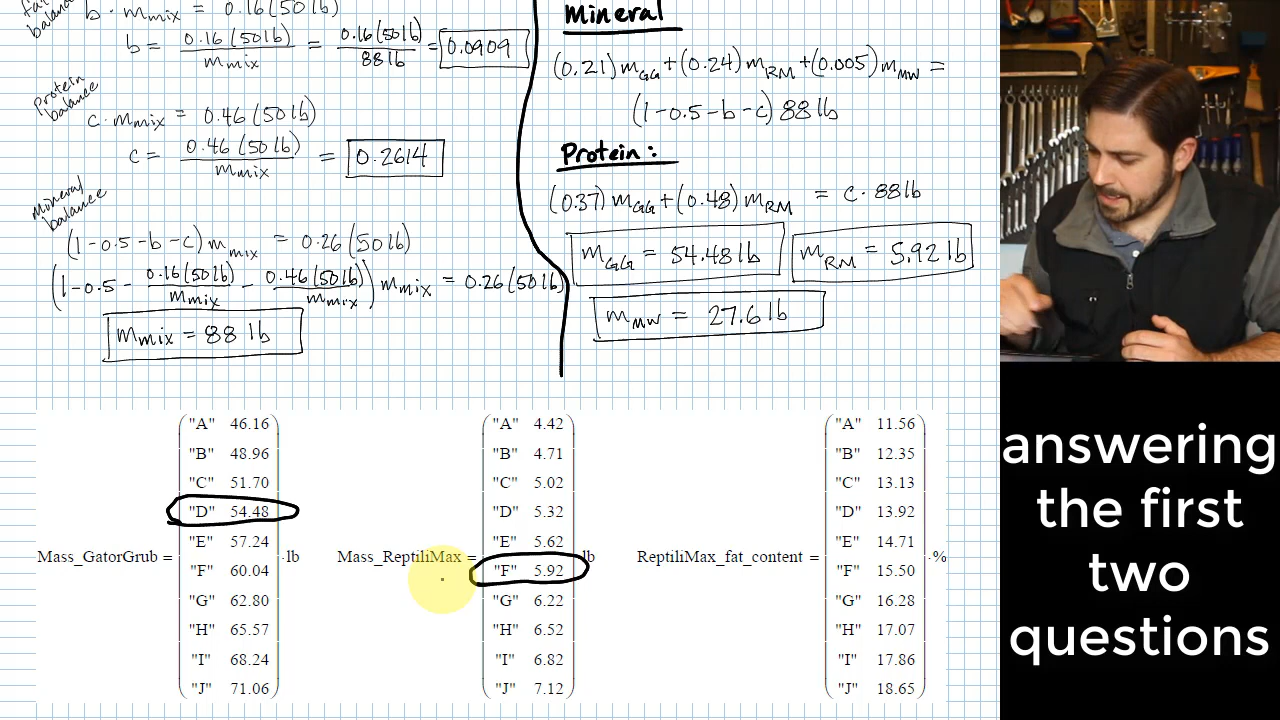 b · m_mix = 0.16(50 lb)
b = 0.16(50 lb)/m_mix = 0.16(50 lb)/88 lb = 0.0909
Protein balance
c · m_mix = 0.46(50 lb)
c = 0.46(50 lb)/m_mix = 0.2614
mineral balance
(1-0.5-b-c) m_mix = 0.26(50 lb)
(1-0.5- 0.16(50 lb)/m_mix - 0.46(50 lb)/m_mix) m_mix = 0.26(50 lb)
m_mix = 88 lb
Mineral
(0.21) m_GG + (0.24) m_RM + (0.005) m_MW =
(1-0.5-b-c) 88 lb
Protein:
(0.37) m_GG + (0.48) m_RM = c · 88 lb
m_GG = 54.48 lb
m_RM = 5.92 lb
m_MW = 27.6 lb
Mass_GatorGrub =
"A" 46.16
"B" 48.96
"C" 51.70
"D" 54.48
"E" 57.24
"F" 60.04
"G" 62.80
"H" 65.57
"I" 68.24
"J" 71.06
·lb
Mass_ReptiliMax =
"A" 4.42
"B" 4.71
"C" 5.02
"D" 5.32
"E" 5.62
"F" 5.92
"G" 6.22
"H" 6.52
"I" 6.82
"J" 7.12
lb
ReptiliMax_fat_content =
"A" 11.56
"B" 12.35
"C" 13.13
"D" 13.92
"E" 14.71
"F" 15.50
"G" 16.28
"H" 17.07
"I" 17.86
"J" 18.65
·%
answering
the first
two
questions